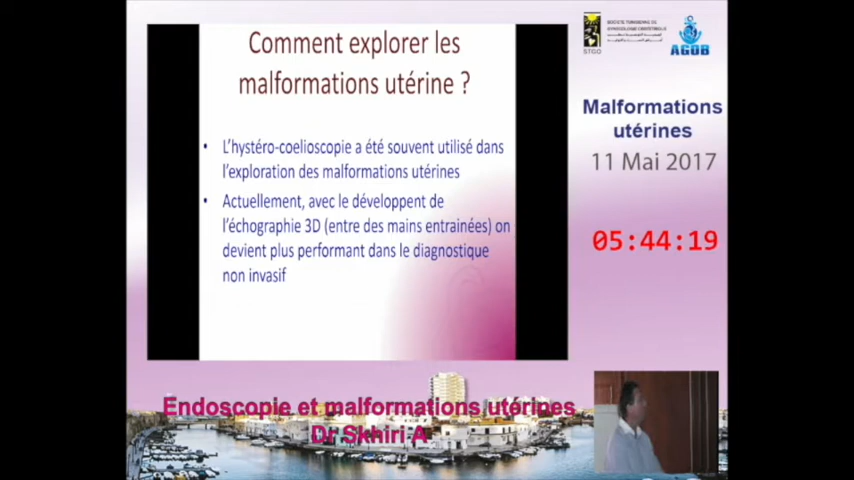 Comment explorer les
malformations utérine ?
• L'hystéro-coelioscopie a été souvent utilisé dans
l'exploration des malformations utérines
• Actuellement, avec le développent de
l'échographie 3D (entre des mains entrainées) on
devient plus performant dans le diagnostique
non invasif
STGO
AGOB
Malformations
utérines
11 Mai 2017
05:44:19
Endoscopie et malformations utérines
Dr Skhiri A